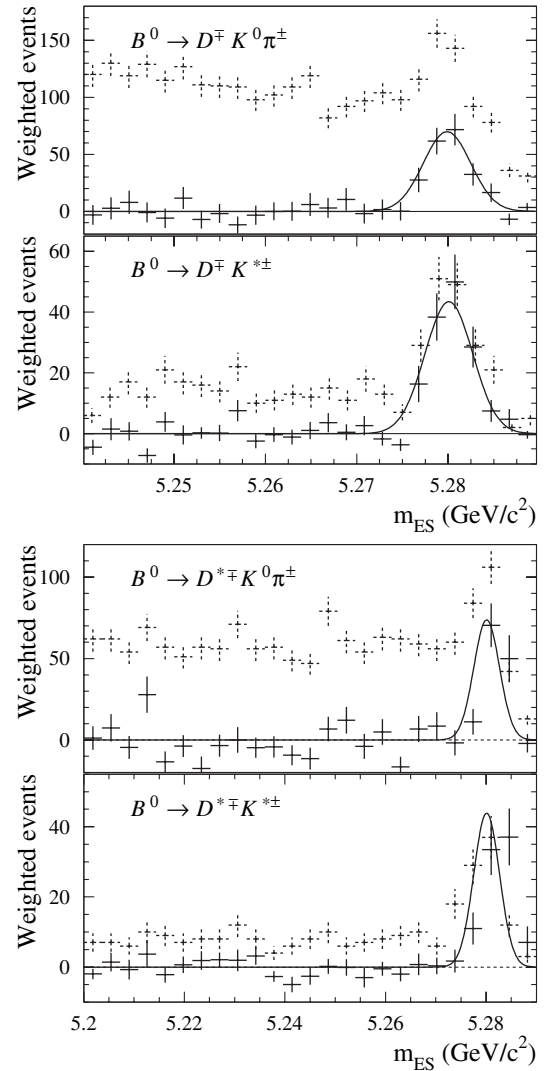 Weighted events
150
100
50
0
B⁰ → D∓ K⁰π±
Weighted events
60
40
20
0
B⁰ → D∓ K*±
5.25
5.26
5.27
5.28
m_ES (GeV/c²)
Weighted events
100
50
0
B⁰ → D*∓ K⁰π±
Weighted events
40
20
0
B⁰ → D*∓ K*±
5.2
5.22
5.24
5.26
5.28
m_ES (GeV/c²)